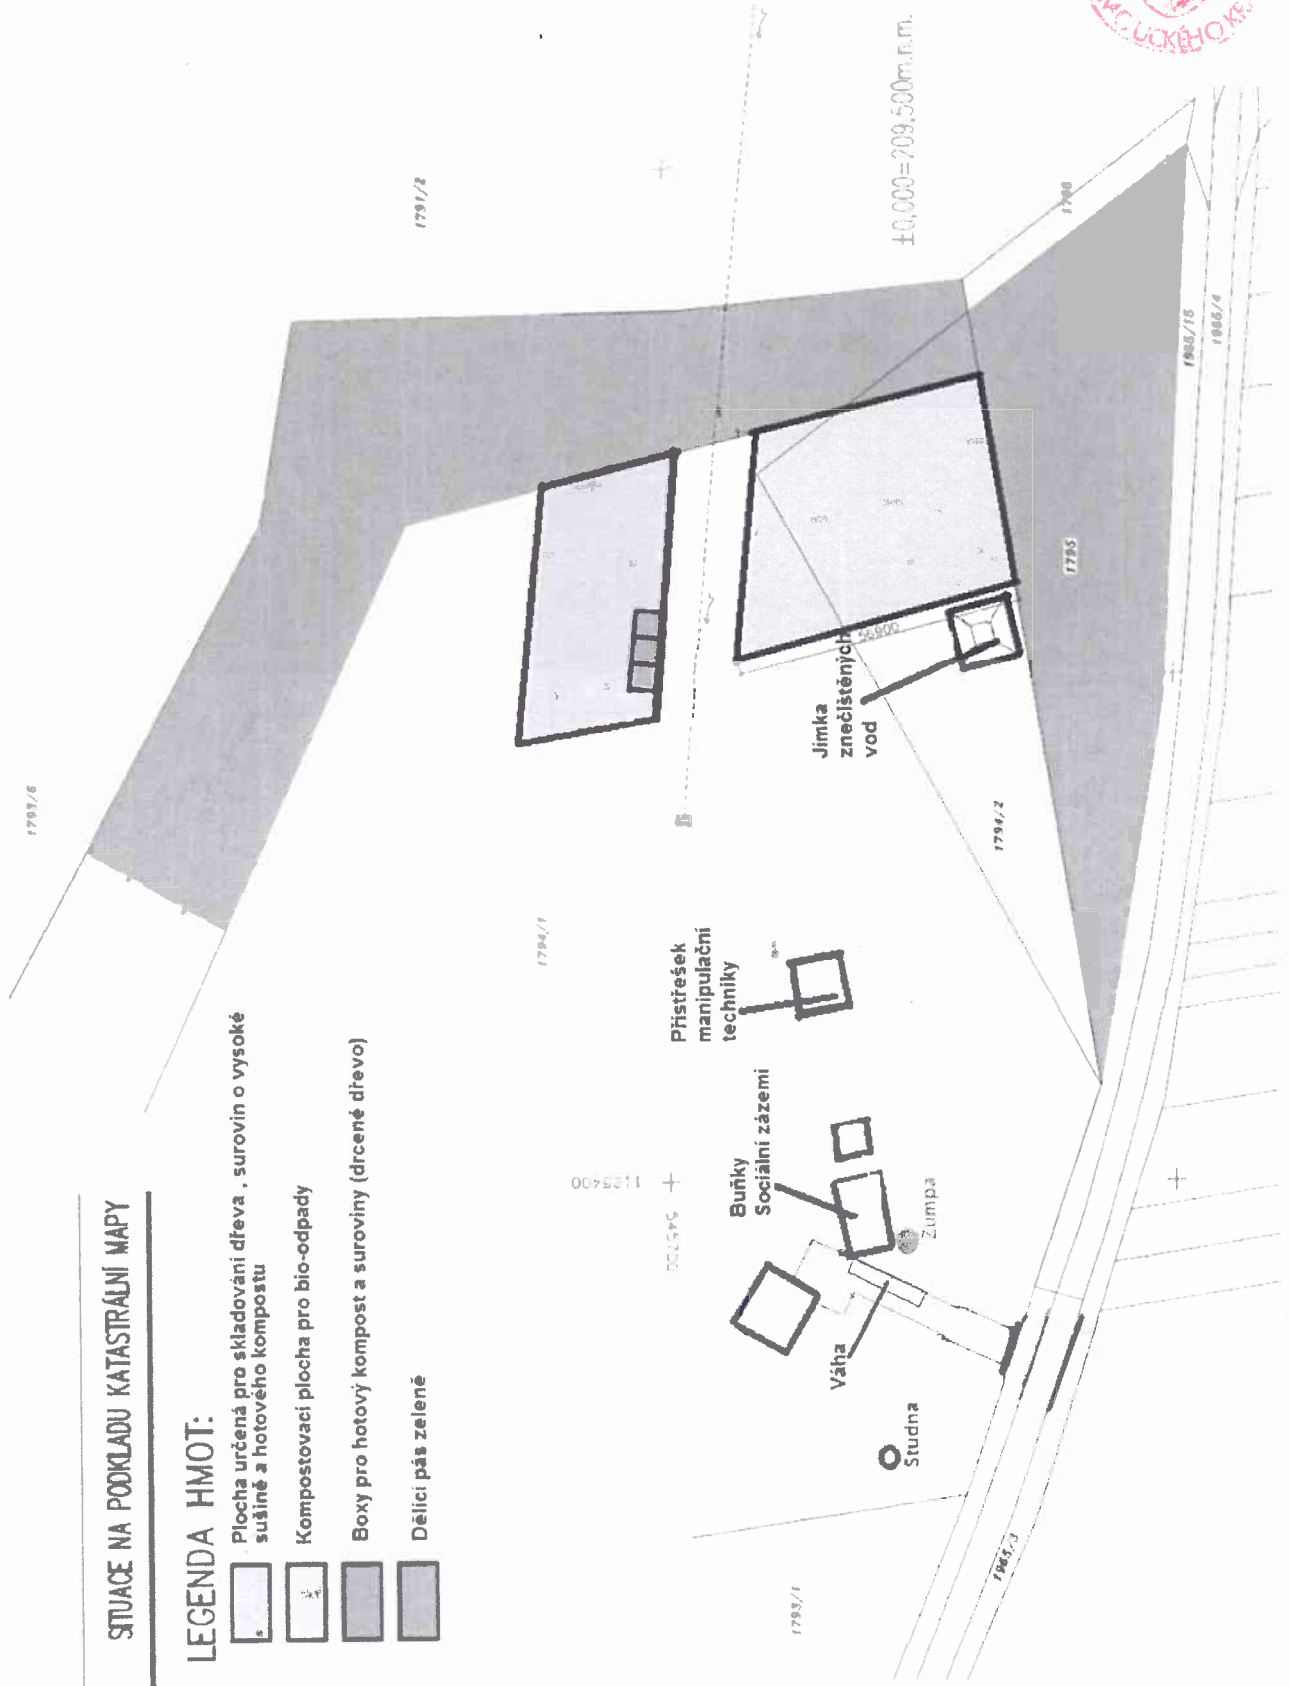 SITUACE NA PODKLADU KATASTRÁLNÍ MAPY
LEGENDA HMOT:
Plocha určená pro skladování dřeva , surovin o vysoké
sušině a hotového kompostu
Kompostovací plocha pro bio-odpady
Boxy pro hotový kompost a suroviny (drcené dřevo)
Dělící pás zeleně
1793/6
1791/2
1794/1
±0,000=209,500m.n.m.
1796
1985/15
1985/4
1795
56900
Jímka
znečištěných
vod
1794/2
Přístřešek
manipulační
techniky
Buňky
Sociální zázemí
Žumpa
Váha
Studna
1793/1
1985/3